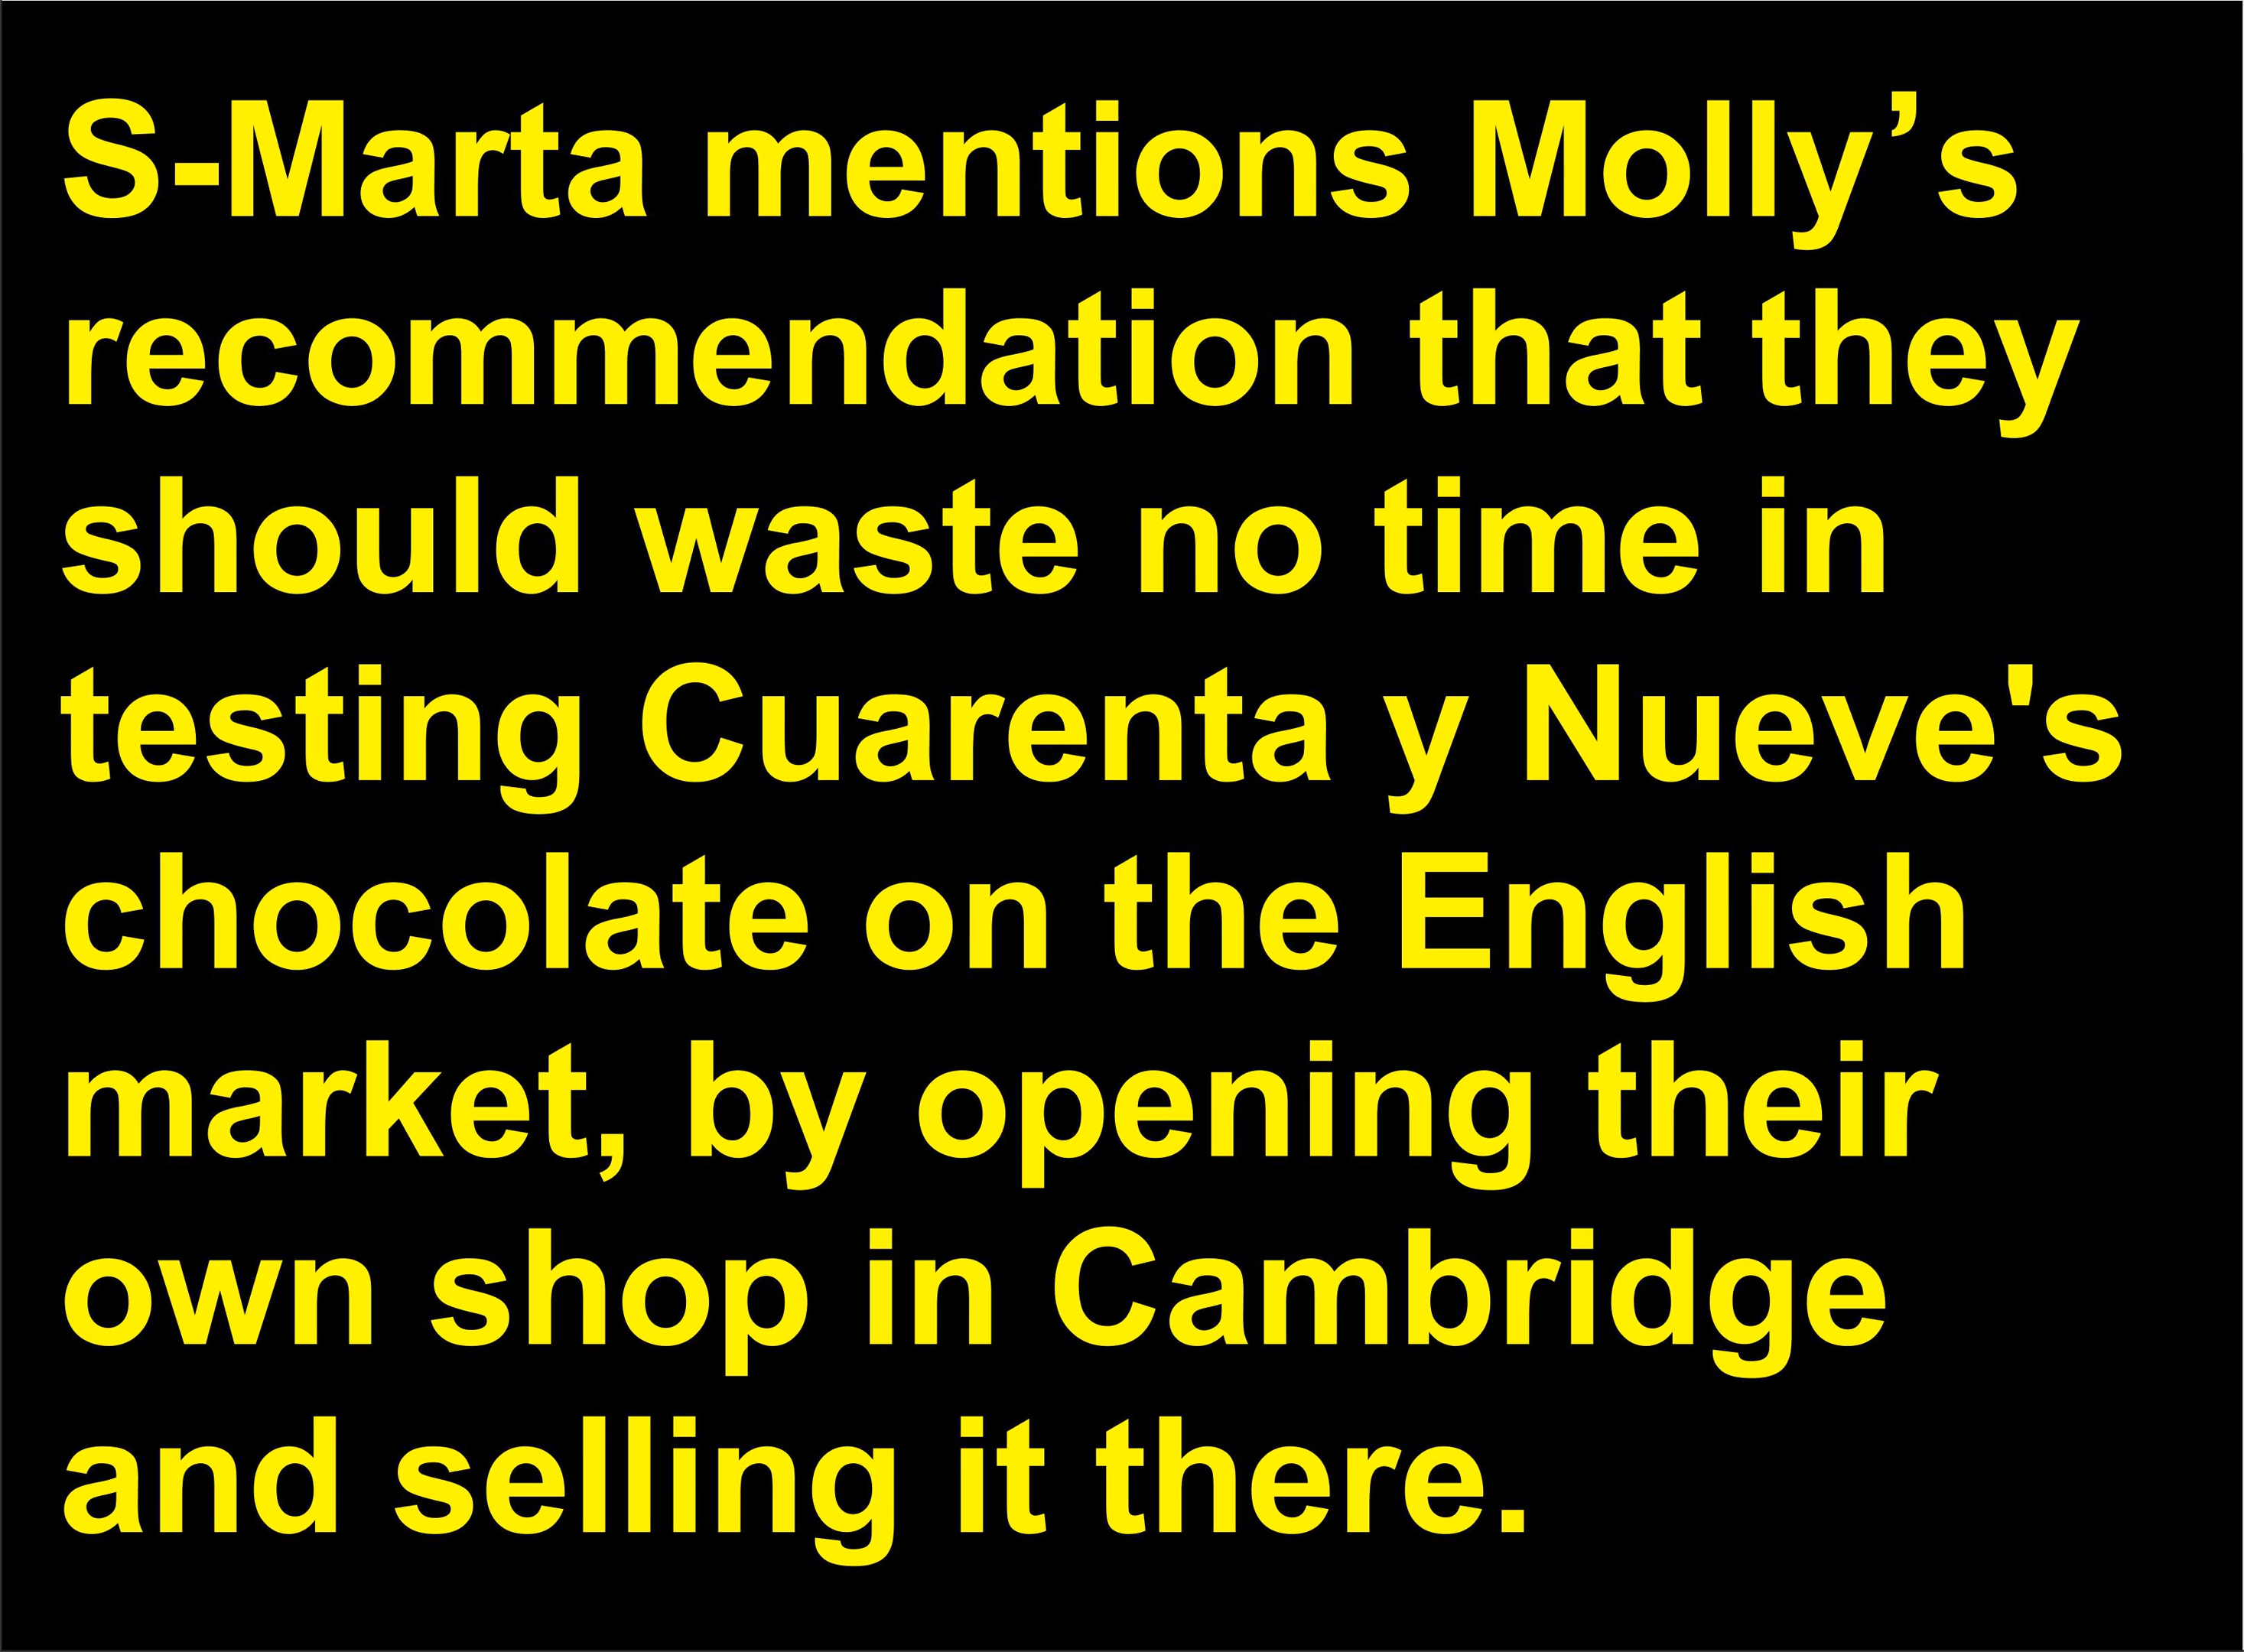 S-Marta mentions Molly’s
recommendation that they
should waste no time in
testing Cuarenta y Nueve's
chocolate on the English
market, by opening their
own shop in Cambridge
and selling it there.